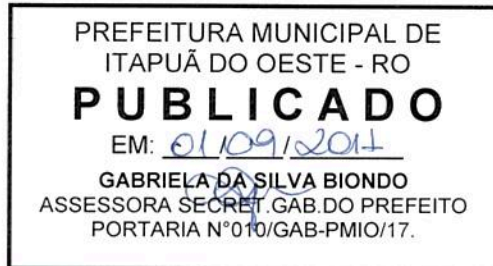 PREFEITURA MUNICIPAL DE
ITAPUÃ DO OESTE - RO
PUBLICADO
EM: 01/09/2017
GABRIELA DA SILVA BIONDO
ASSESSORA SECRET.GAB.DO PREFEITO
PORTARIA N°010/GAB-PMIO/17.